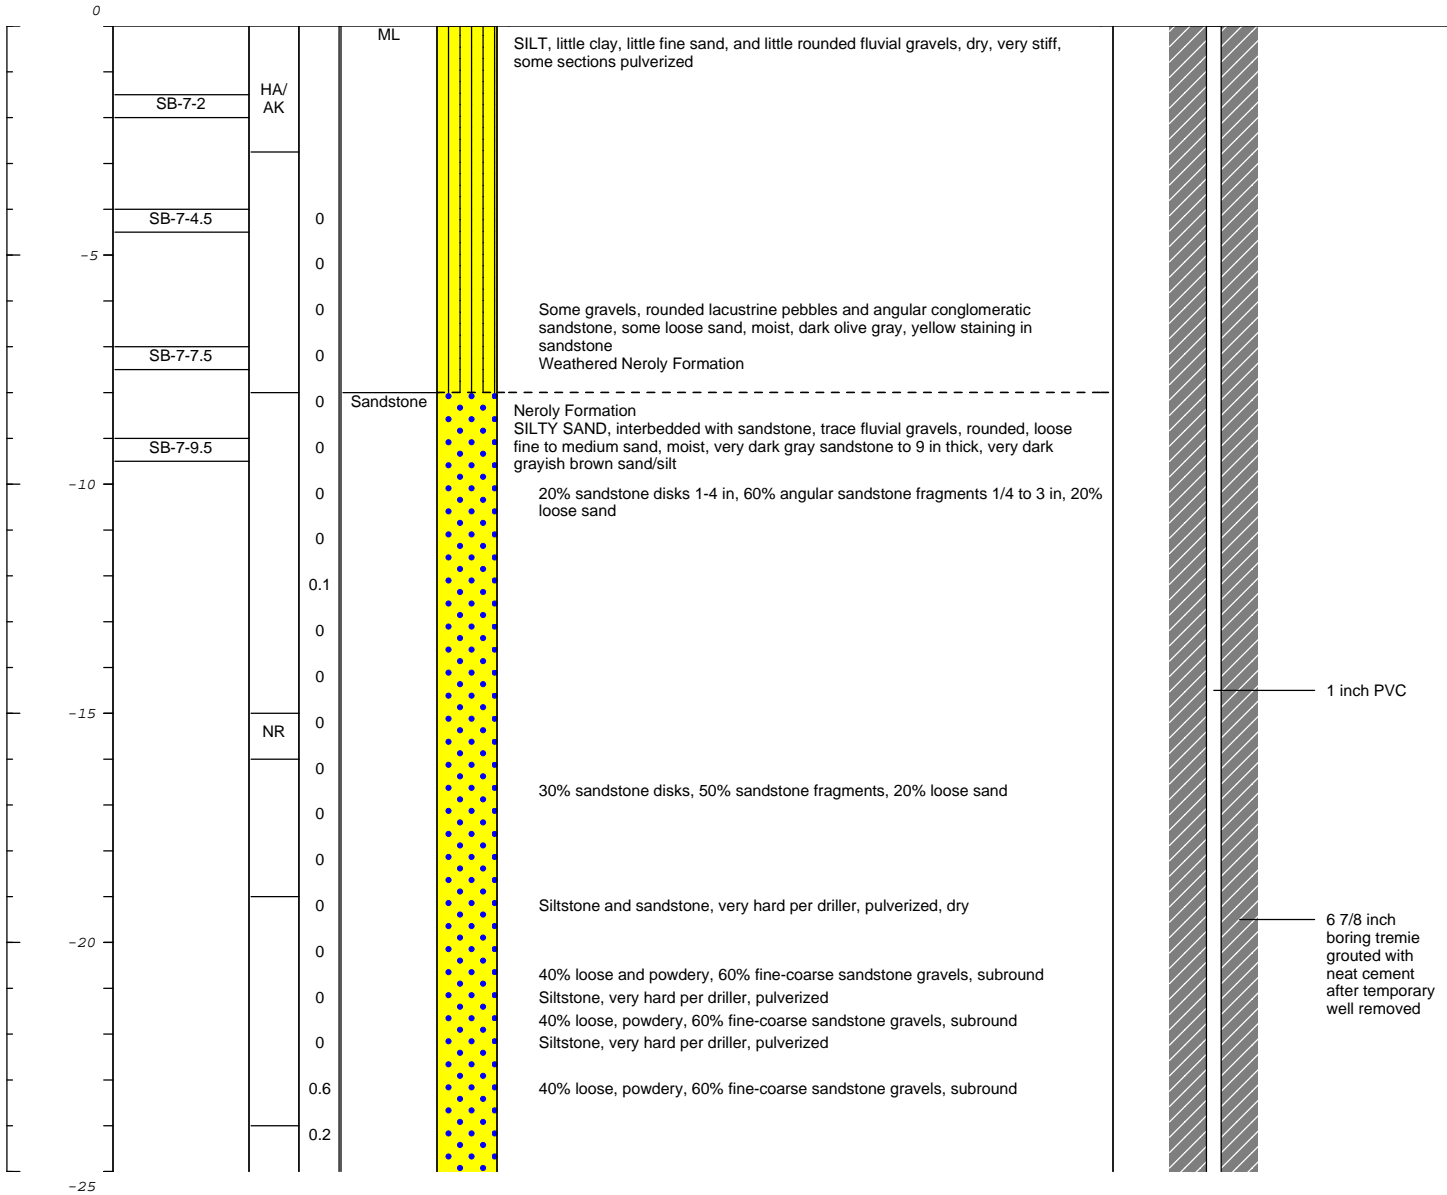 0
ML
SILT, little clay, little fine sand, and little rounded fluvial gravels, dry, very stiff,
some sections pulverized
HA/
AK
SB-7-2
SB-7-4.5
0
-5
0
Some gravels, rounded lacustrine pebbles and angular conglomeratic
sandstone, some loose sand, moist, dark olive gray, yellow staining in
sandstone
Weathered Neroly Formation
0
SB-7-7.5
0
0
Sandstone
Neroly Formation
SILTY SAND, interbedded with sandstone, trace fluvial gravels, rounded, loose
fine to medium sand, moist, very dark gray sandstone to 9 in thick, very dark
grayish brown sand/silt
SB-7-9.5
0
-10
0
20% sandstone disks 1-4 in, 60% angular sandstone fragments 1/4 to 3 in, 20%
loose sand
0
0.1
0
0
1 inch PVC
-15
0
NR
0
30% sandstone disks, 50% sandstone fragments, 20% loose sand
0
0
0
Siltstone and sandstone, very hard per driller, pulverized, dry
6 7/8 inch
boring tremie
grouted with
neat cement
after temporary
well removed
-20
0
40% loose and powdery, 60% fine-coarse sandstone gravels, subround
0
Siltstone, very hard per driller, pulverized
40% loose, powdery, 60% fine-coarse sandstone gravels, subround
0
Siltstone, very hard per driller, pulverized
0.6
40% loose, powdery, 60% fine-coarse sandstone gravels, subround
0.2
-25